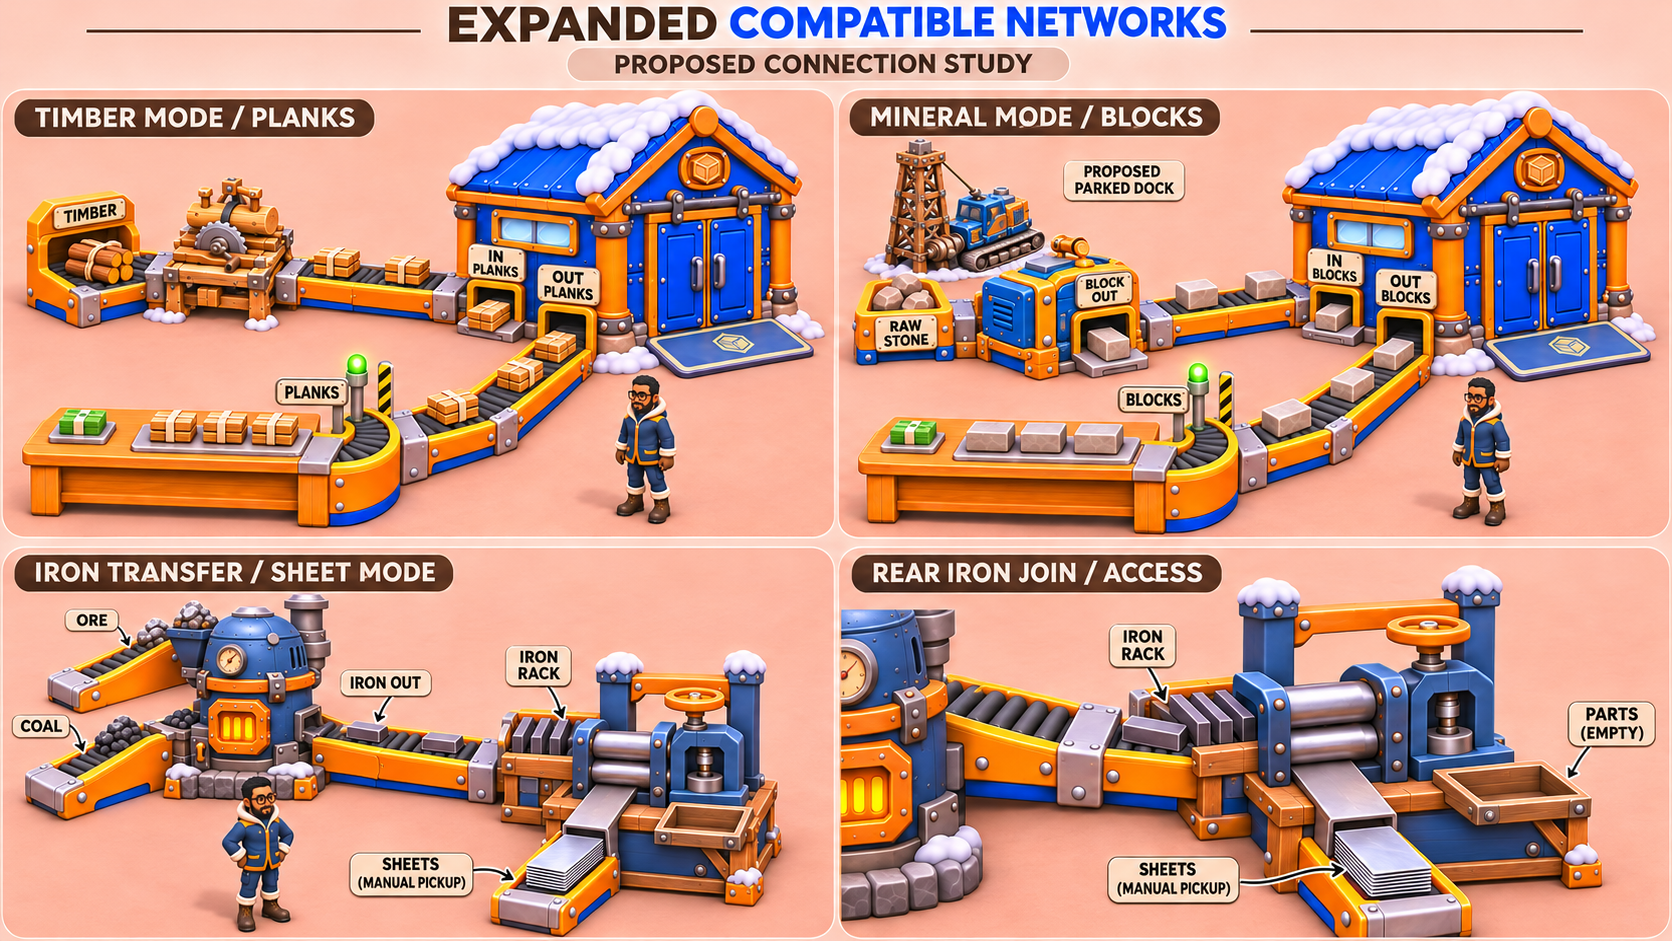 EXPANDED COMPATIBLE NETWORKS
PROPOSED CONNECTION STUDY
TIMBER MODE / PLANKS
TIMBER
IN
PLANKS
OUT
PLANKS
PLANKS
MINERAL MODE / BLOCKS
PROPOSED
PARKED DOCK
RAW
STONE
BLOCK
OUT
IN
BLOCKS
OUT
BLOCKS
BLOCKS
IRON TRANSFER / SHEET MODE
ORE
COAL
IRON OUT
IRON
RACK
SHEETS
(MANUAL PICKUP)
REAR IRON JOIN / ACCESS
IRON
RACK
PARTS
(EMPTY)
SHEETS
(MANUAL PICKUP)